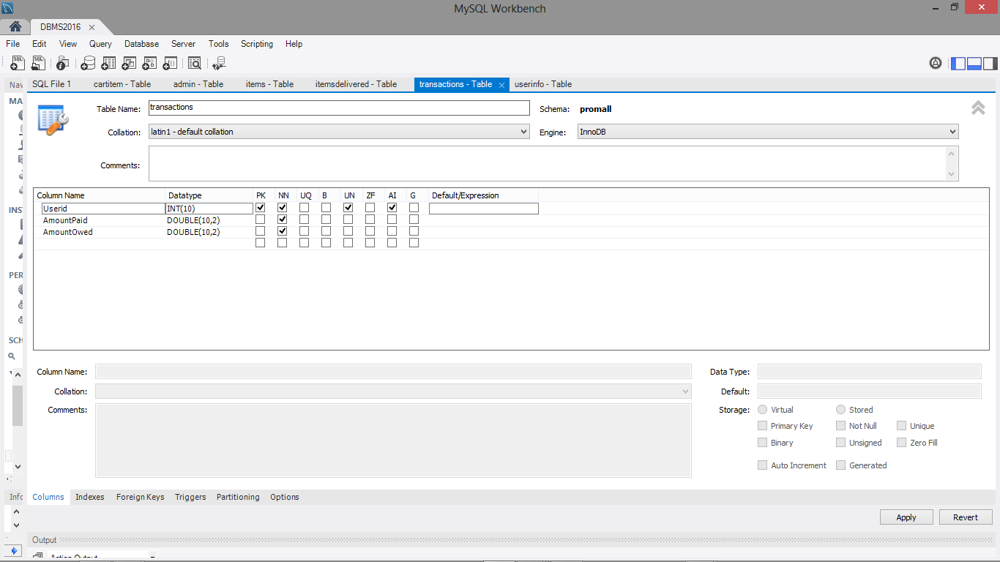 MySQL Workbench
DBMS2016
File Edit View Query Database Server Tools Scripting Help
Nav SQL File 1 cartitem - Table admin - Table items - Table itemsdelivered - Table transactions - Table userinfo - Table
MA
Table Name: transactions Schema: promall
Collation: latin1 - default collation Engine: InnoDB
Comments:
Column Name Datatype PK NN UQ B UN ZF AI G Default/Expression
Userid INT(10)
INS
AmountPaid DOUBLE(10,2)
AmountOwed DOUBLE(10,2)
PER
SCH
Column Name: Data Type:
Collation: Default:
Comments: Storage: Virtual Stored
Primary Key Not Null Unique
Binary Unsigned Zero Fill
Auto Increment Generated
Info Columns Indexes Foreign Keys Triggers Partitioning Options
Apply Revert
Output
Action Output